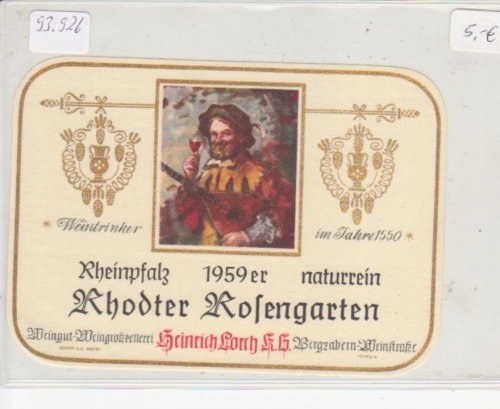 93.926
5,-€
Weintrinker
im Jahre 1550
Rheinpfalz 1959er naturrein
Rhodter Rosengarten
Weingut-Weingroßkellerei Heinrich Lorch K.G. Bergzabern-Weinstraße